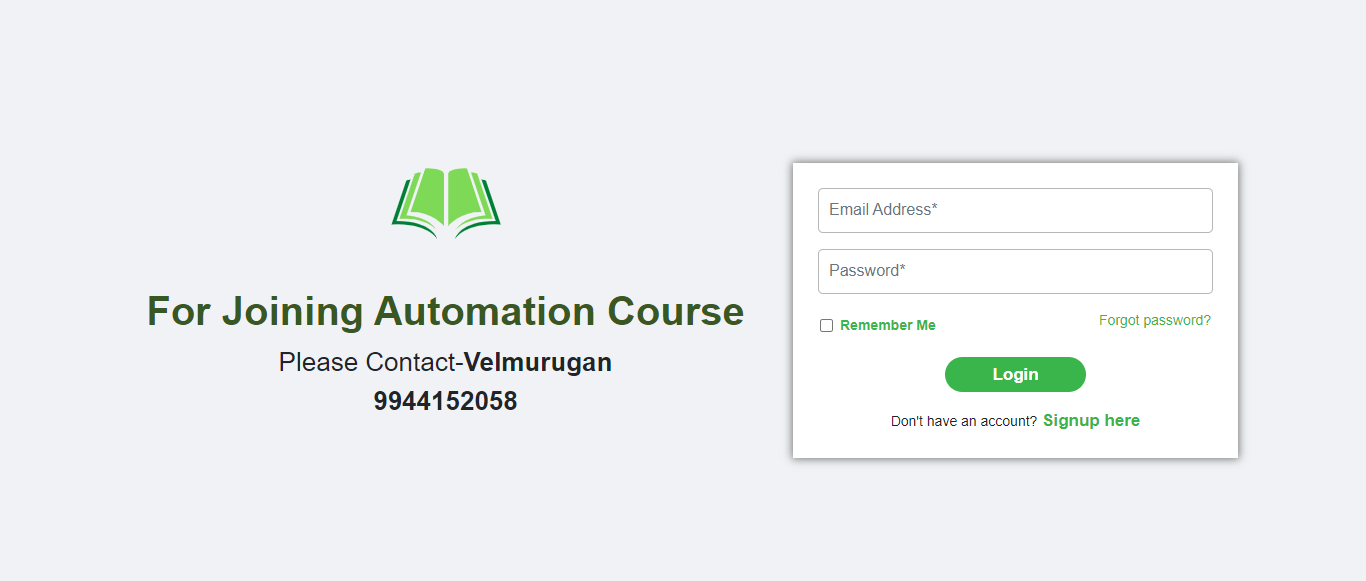 For Joining Automation Course
Please Contact-Velmurugan
9944152058
Email Address*
Password*
Remember Me
Forgot password?
Login
Don't have an account? Signup here